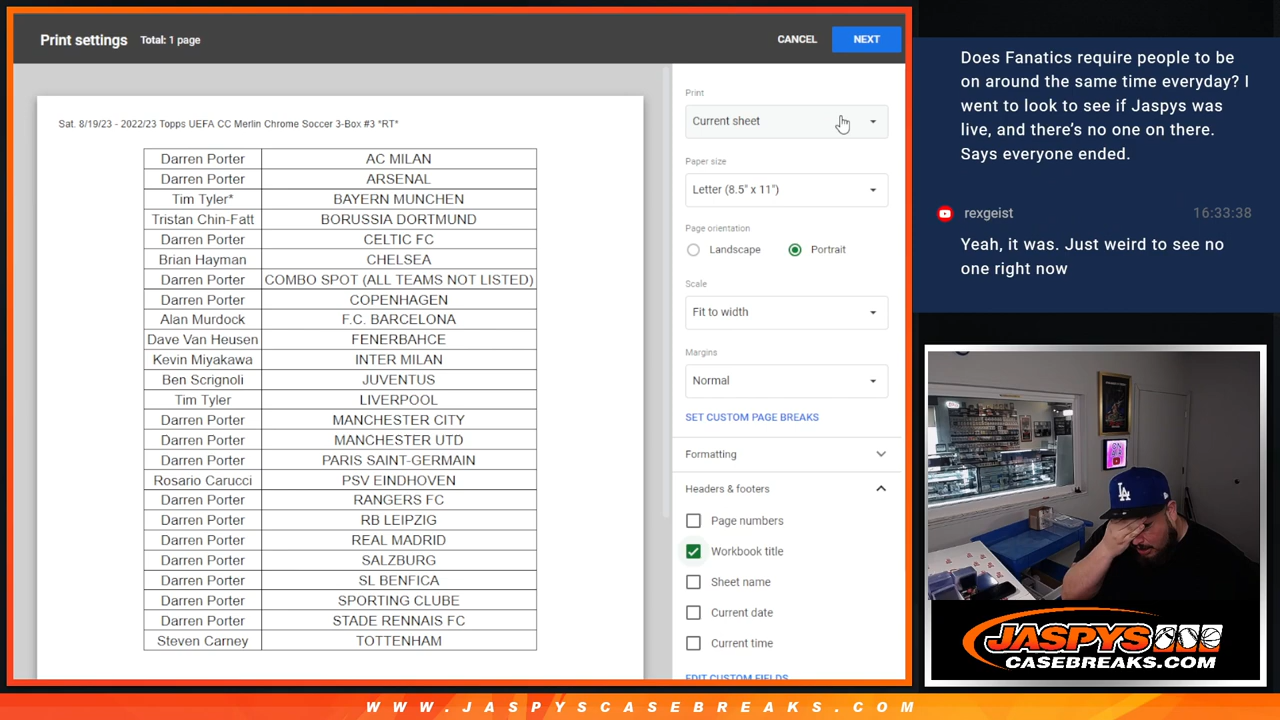 Print settings Total: 1 page CANCEL NEXT
Sat. 8/19/23 - 2022/23 Topps UEFA CC Merlin Chrome Soccer 3-Box #3 *RT*
Darren Porter AC MILAN
Darren Porter ARSENAL
Tim Tyler* BAYERN MUNCHEN
Tristan Chin-Fatt BORUSSIA DORTMUND
Darren Porter CELTIC FC
Brian Hayman CHELSEA
Darren Porter COMBO SPOT (ALL TEAMS NOT LISTED)
Darren Porter COPENHAGEN
Alan Murdock F.C. BARCELONA
Dave Van Heusen FENERBAHCE
Kevin Miyakawa INTER MILAN
Ben Scrignoli JUVENTUS
Tim Tyler LIVERPOOL
Darren Porter MANCHESTER CITY
Darren Porter MANCHESTER UTD
Darren Porter PARIS SAINT-GERMAIN
Rosario Carucci PSV EINDHOVEN
Darren Porter RANGERS FC
Darren Porter RB LEIPZIG
Darren Porter REAL MADRID
Darren Porter SALZBURG
Darren Porter SL BENFICA
Darren Porter SPORTING CLUBE
Darren Porter STADE RENNAIS FC
Steven Carney TOTTENHAM
Print
Current sheet
Paper size
Letter (8.5" x 11")
Page orientation
Landscape Portrait
Scale
Fit to width
Margins
Normal
SET CUSTOM PAGE BREAKS
Formatting
Headers & footers
Page numbers
Workbook title
Sheet name
Current date
Current time
EDIT CUSTOM FIELDS
Does Fanatics require people to be
on around the same time everyday? I
went to look to see if Jaspys was
live, and there's no one on there.
Says everyone ended.
rexgeist 16:33:38
Yeah, it was. Just weird to see no
one right now
LA
JASPYS
CASEBREAKS.COM
WWW.JASPYSCASEBREAKS.COM